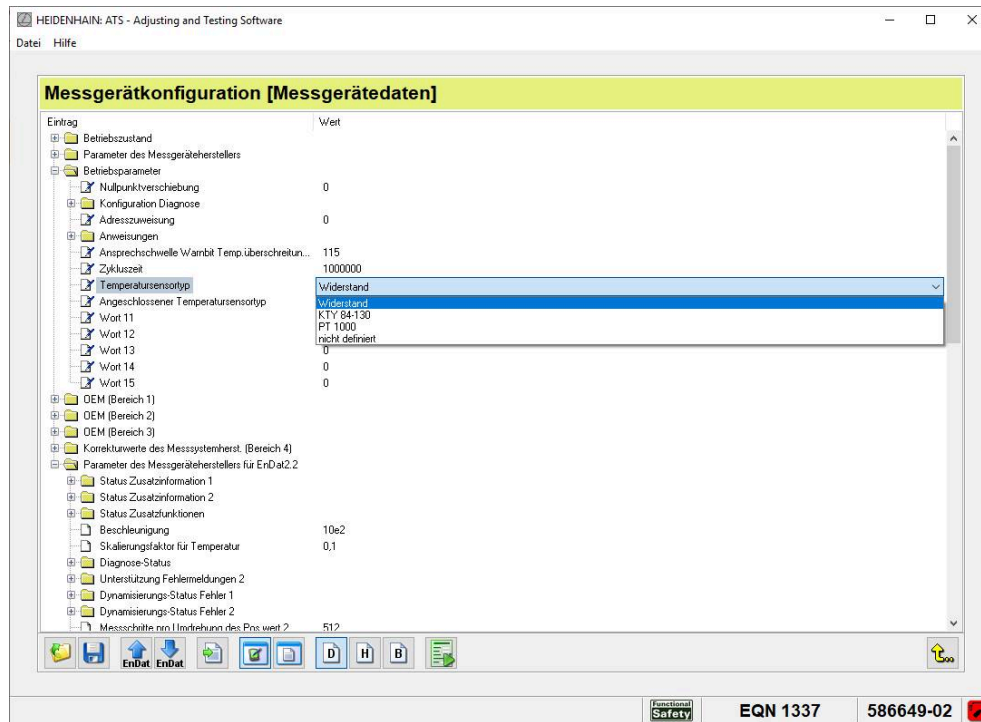 HEIDENHAIN: ATS - Adjusting and Testing Software
Datei Hilfe
Messgerätkonfiguration [Messgerätedaten]
Eintrag Wert
Betriebszustand
Parameter des Messgeräteherstellers
Betriebsparameter
Nullpunktverschiebung 0
Konfiguration Diagnose
Adresszuweisung 0
Anweisungen
Ansprechschwelle Warnbit Temp.überschreitun... 115
Zykluszeit 1000000
Temperatursensortyp Widerstand
Angeschlossener Temperatursensortyp Widerstand
Wort 11 KTY 84-130
Wort 12 PT 1000
nicht definiert
Wort 13 0
Wort 14 0
Wort 15 0
OEM (Bereich 1)
OEM (Bereich 2)
OEM (Bereich 3)
Korrekturwerte des Messsystemherst. (Bereich 4)
Parameter des Messgeräteherstellers für EnDat2.2
Status Zusatzinformation 1
Status Zusatzinformation 2
Status Zusatzfunktionen
Beschleunigung 10e2
Skalierungsfaktor für Temperatur 0,1
Diagnose-Status
Unterstützung Fehlermeldungen 2
Dynamisierungs-Status Fehler 1
Dynamisierungs-Status Fehler 2
Messschritte pro Umdrehung des Pos.wert 2 512
EnDat EnDat D H B
Functional Safety EQN 1337 586649-02